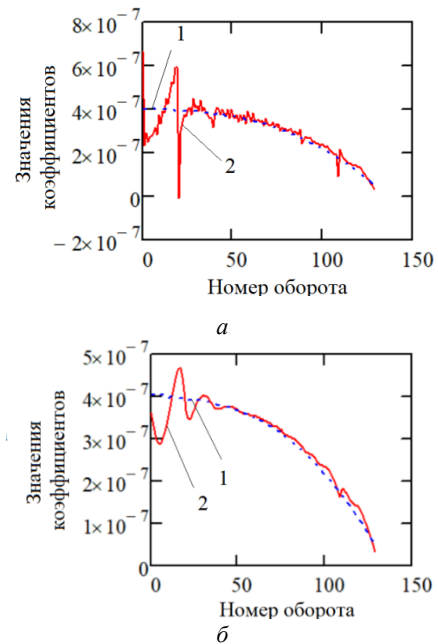 8×10⁻⁷
1
6×10⁻⁷
4×10⁻⁷
2×10⁻⁷
2
0
−2×10⁻⁷
Значения
коэффициентов
0 50 100 150
Номер оборота
а
5×10⁻⁷
4×10⁻⁷
3×10⁻⁷
1
2×10⁻⁷
2
1×10⁻⁷
0
Значения
коэффициентов
0 50 100 150
Номер оборота
б